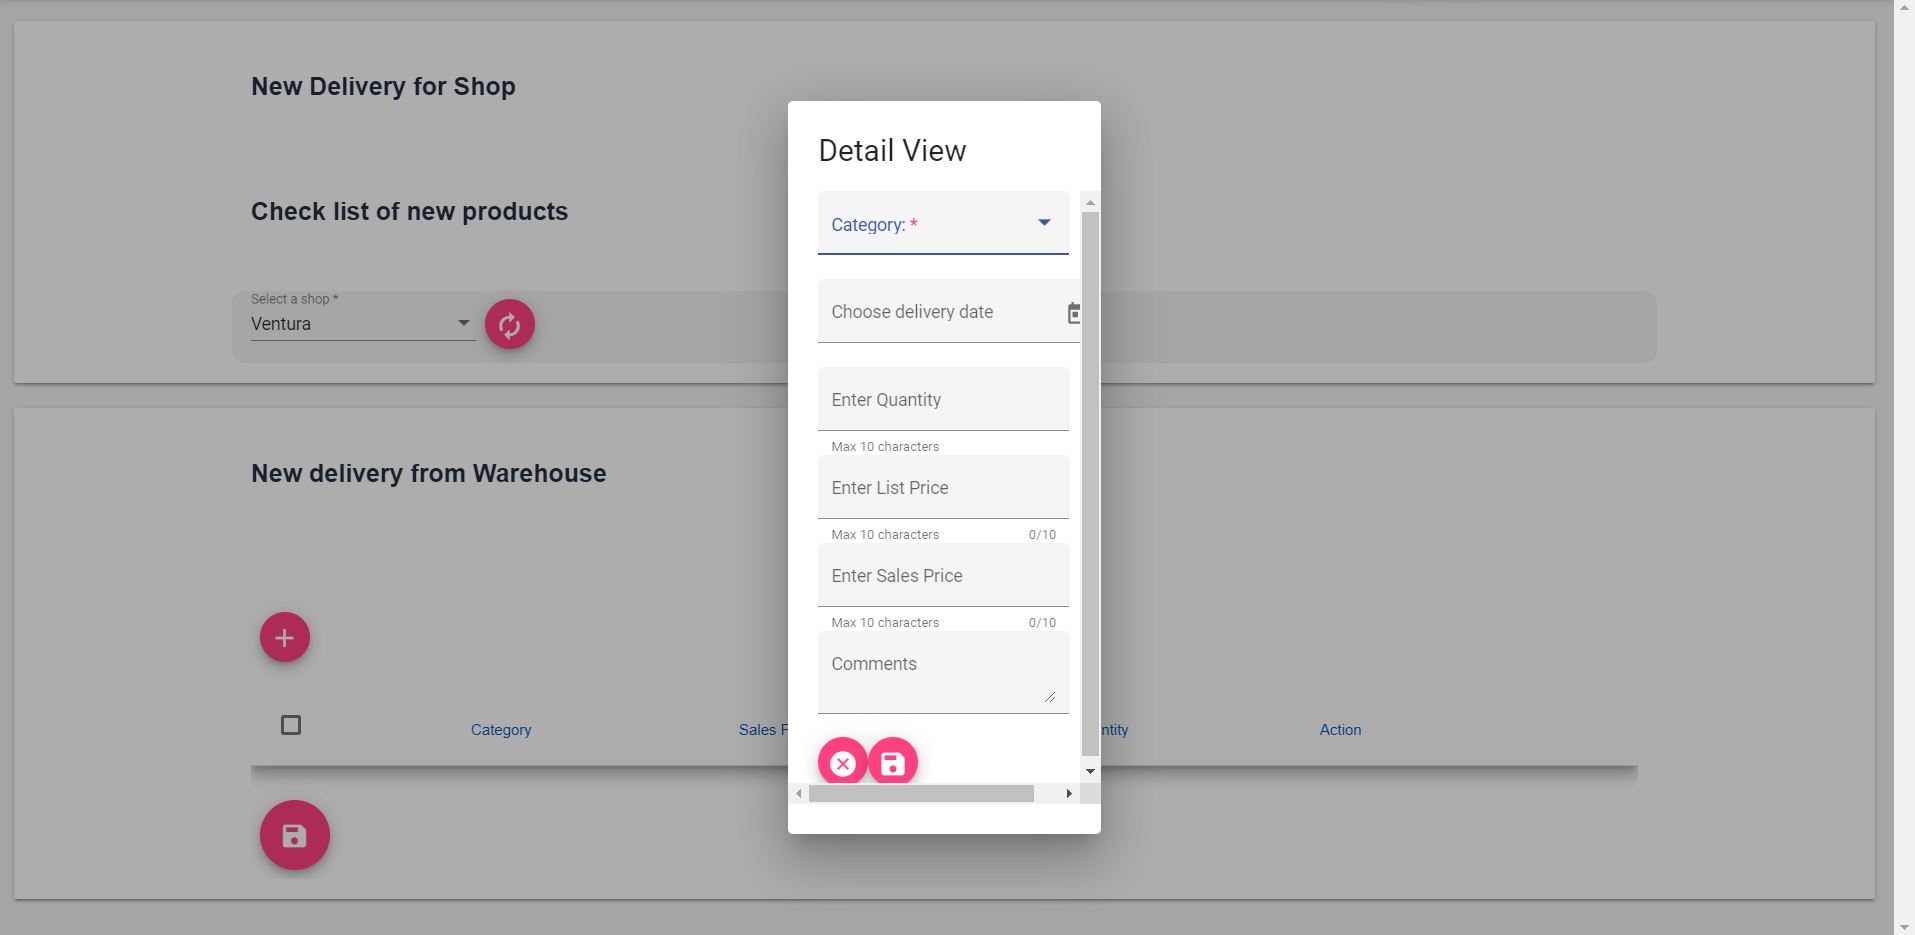 New Delivery for Shop
Check list of new products
Select a shop *
Ventura
New delivery from Warehouse
Category
Sales
Action
Detail View
Category: *
Choose delivery date
Enter Quantity
Max 10 characters
Enter List Price
Max 10 characters 0/10
Enter Sales Price
Max 10 characters 0/10
Comments